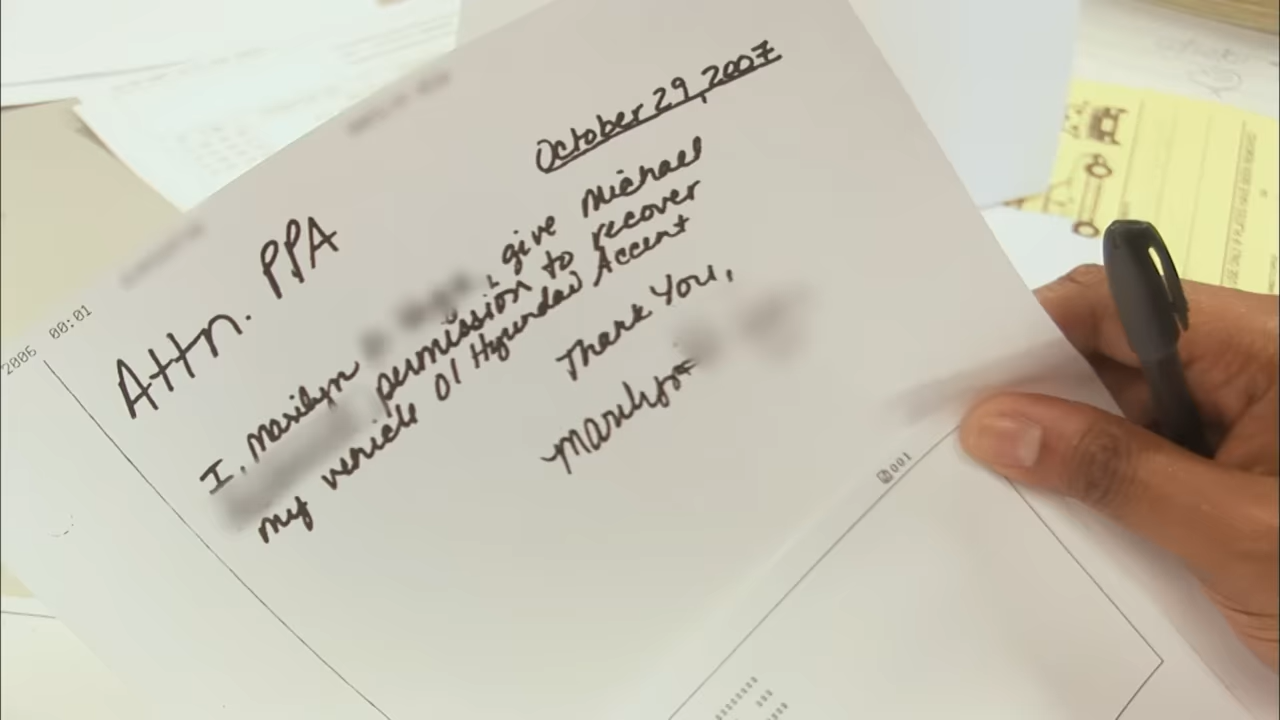 2006 00:01
October 29, 2007
Attn. PPA
I, Marilyn , give Michael
permission to recover
my vehicle 01 Hyundai Accent
Thank You,
Marilyn
001